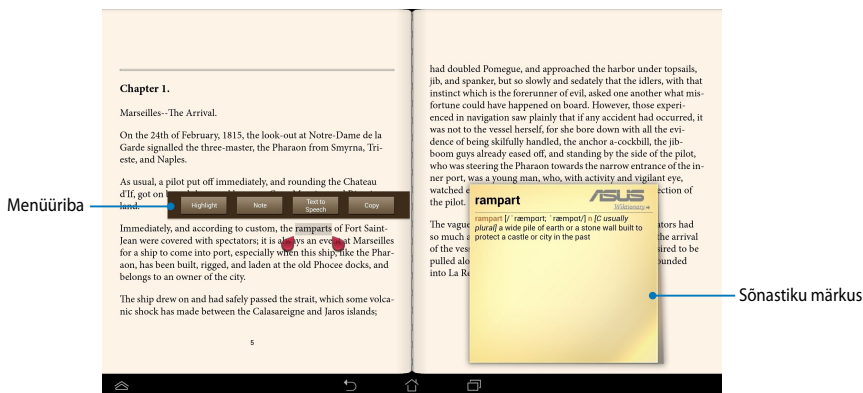 Chapter 1.
Marseilles--The Arrival.
On the 24th of February, 1815, the look-out at Notre-Dame de la
Garde signalled the three-master, the Pharaon from Smyrna, Tri-
este, and Naples.
As usual, a pilot put off immediately, and rounding the Chateau
d'If, got on
land.
Highlight
Note
Text to
Speech
Copy
Menüüriba
Immediately, and according to custom, the ramparts of Fort Saint-
Jean were covered with spectators; it is always an event at Marseilles
for a ship to come into port, especially when this ship, like the Phar-
aon, has been built, rigged, and laden at the old Phocee docks, and
belongs to an owner of the city.
The ship drew on and had safely passed the strait, which some volca-
nic shock has made between the Calasareigne and Jaros islands;
5
had doubled Pomegue, and approached the harbor under topsails,
jib, and spanker, but so slowly and sedately that the idlers, with that
instinct which is the forerunner of evil, asked one another what mis-
fortune could have happened on board. However, those experi-
enced in navigation saw plainly that if any accident had occurred, it
was not to the vessel herself, for she bore down with all the evi-
dence of being skilfully handled, the anchor a-cockbill, the jib-
boom guys already eased off, and standing by the side of the pilot,
who was steering the Pharaon towards the narrow entrance of the in-
ner port, was a young man, who, with activity and vigilant eye,
watched ection of
the pilot.
The vague ators had
so much a the arrival
of the vess sired to be
pulled alo ounded
into La Re
rampart
ASUS
Wiktionary
rampart [/ˈræmpɑrt; ˈræmpɑt/] n [C usually
plural] a wide pile of earth or a stone wall built to
protect a castle or city in the past
Sõnastiku märkus